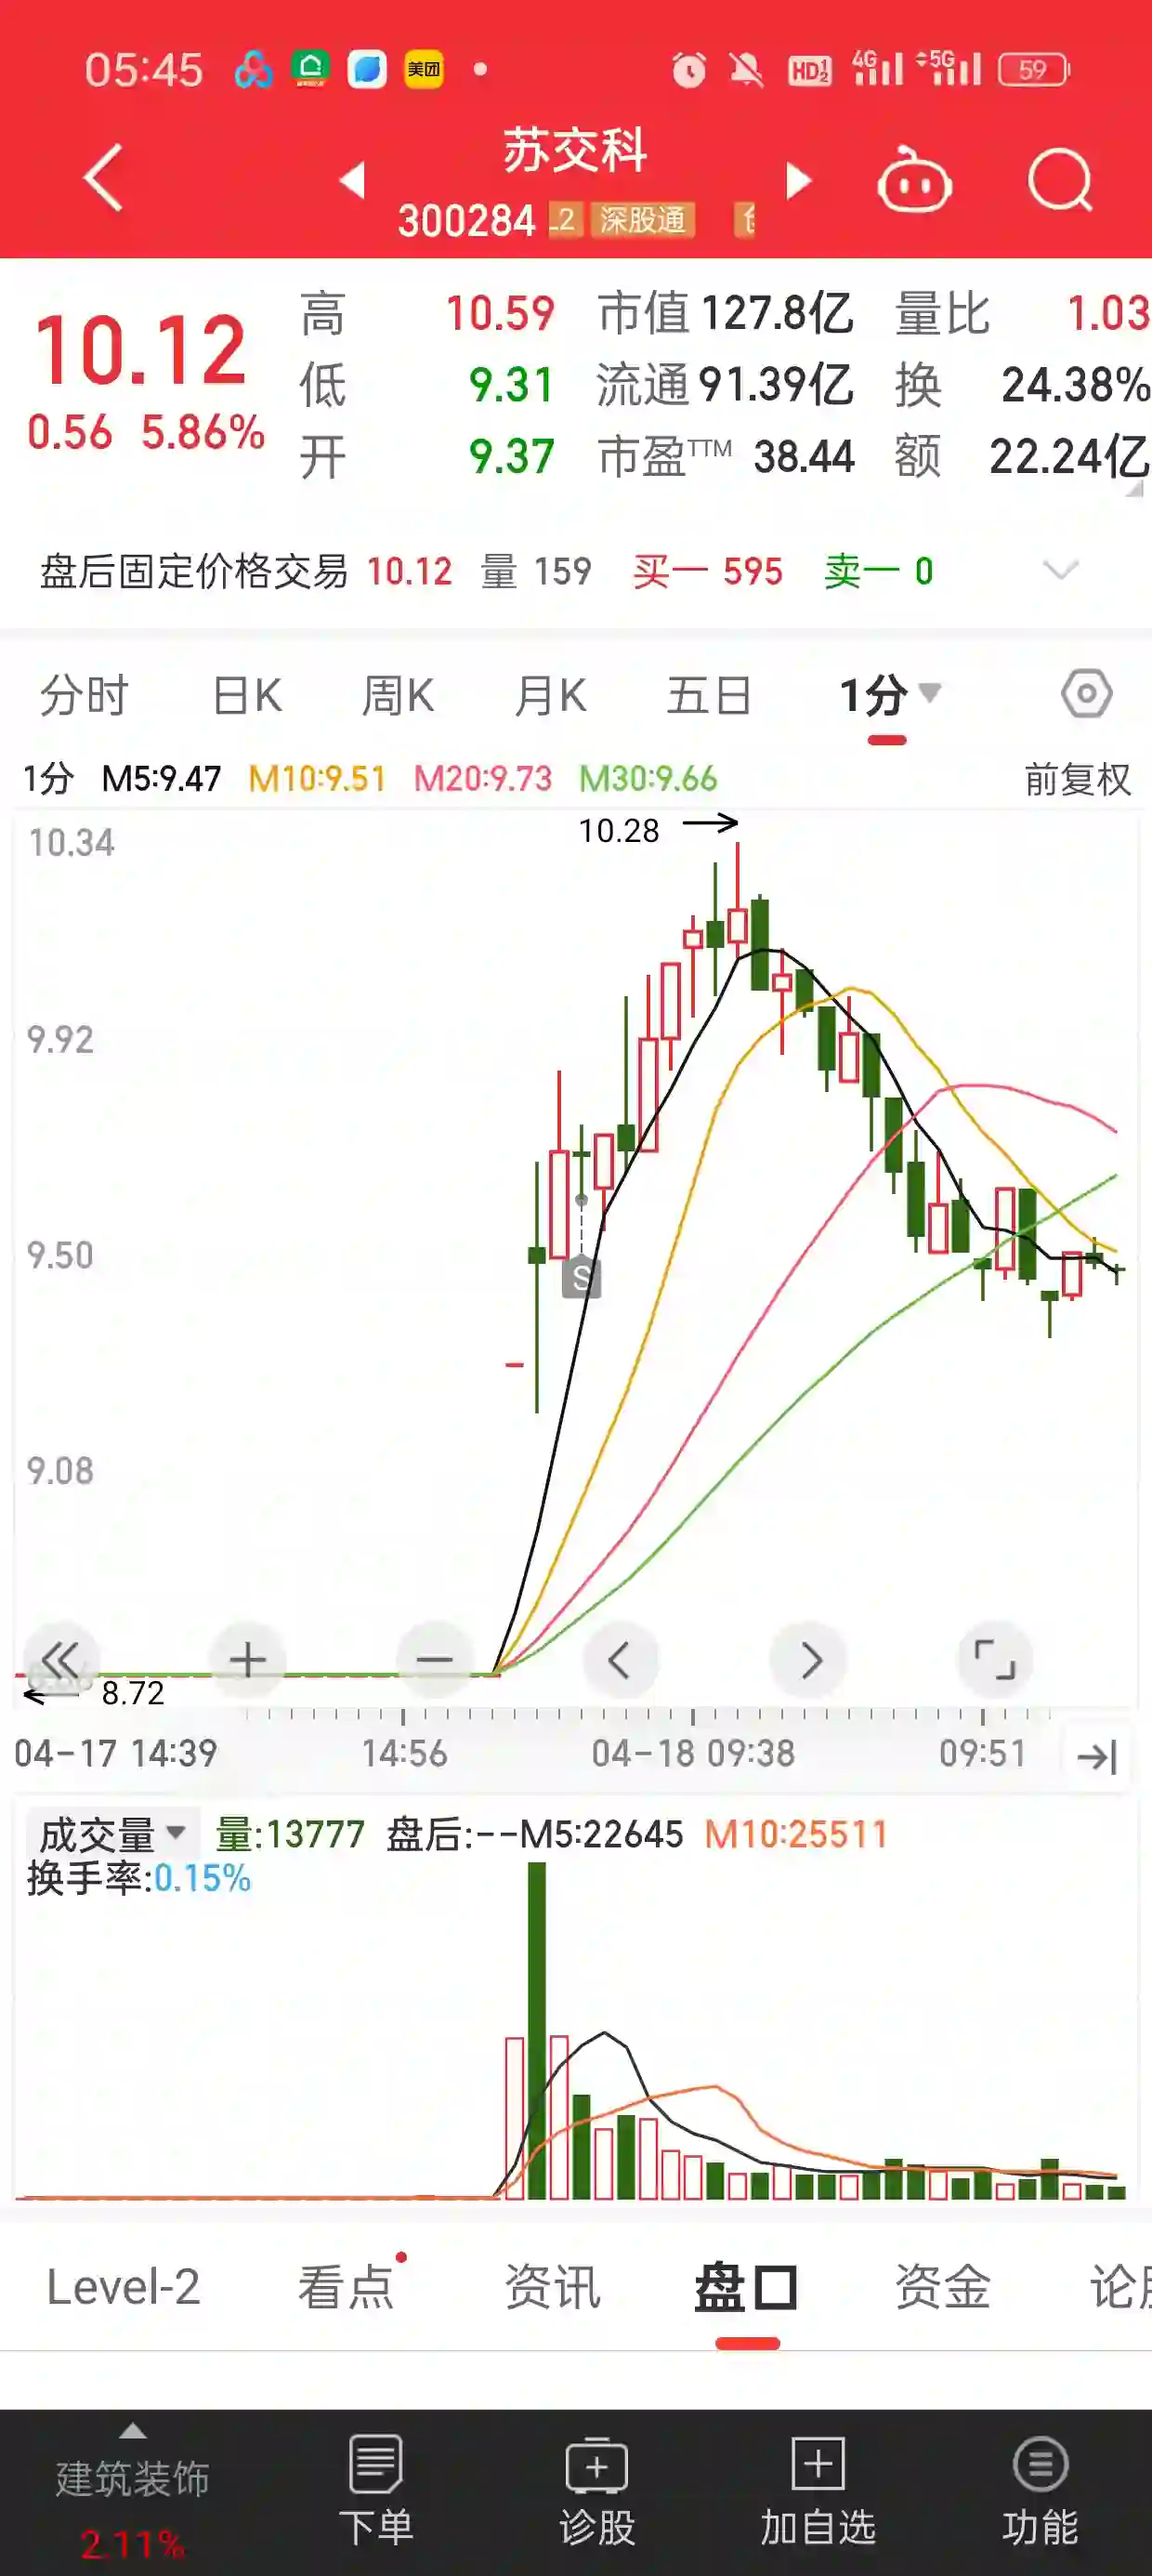 05:45 美团 HD1 2 4G 5G 59
苏交科
300284 L2 深股通
10.12
0.56 5.86%
高 10.59 市值 127.8亿 量比 1.03
低 9.31 流通 91.39亿 换 24.38%
开 9.37 市盈TTM 38.44 额 22.24亿
盘后固定价格交易 10.12 量 159 买一 595 卖一 0
分时 日K 周K 月K 五日 1分
1分 M5:9.47 M10:9.51 M20:9.73 M30:9.66 前复权
10.34
10.28
9.92
9.50
S
9.08
8.72
04-17 14:39 14:56 04-18 09:38 09:51
成交量 量:13777 盘后:--M5:22645 M10:25511
换手率:0.15%
Level-2 看点 资讯 盘口 资金 论
建筑装饰
2.11%
下单 诊股 加自选 功能